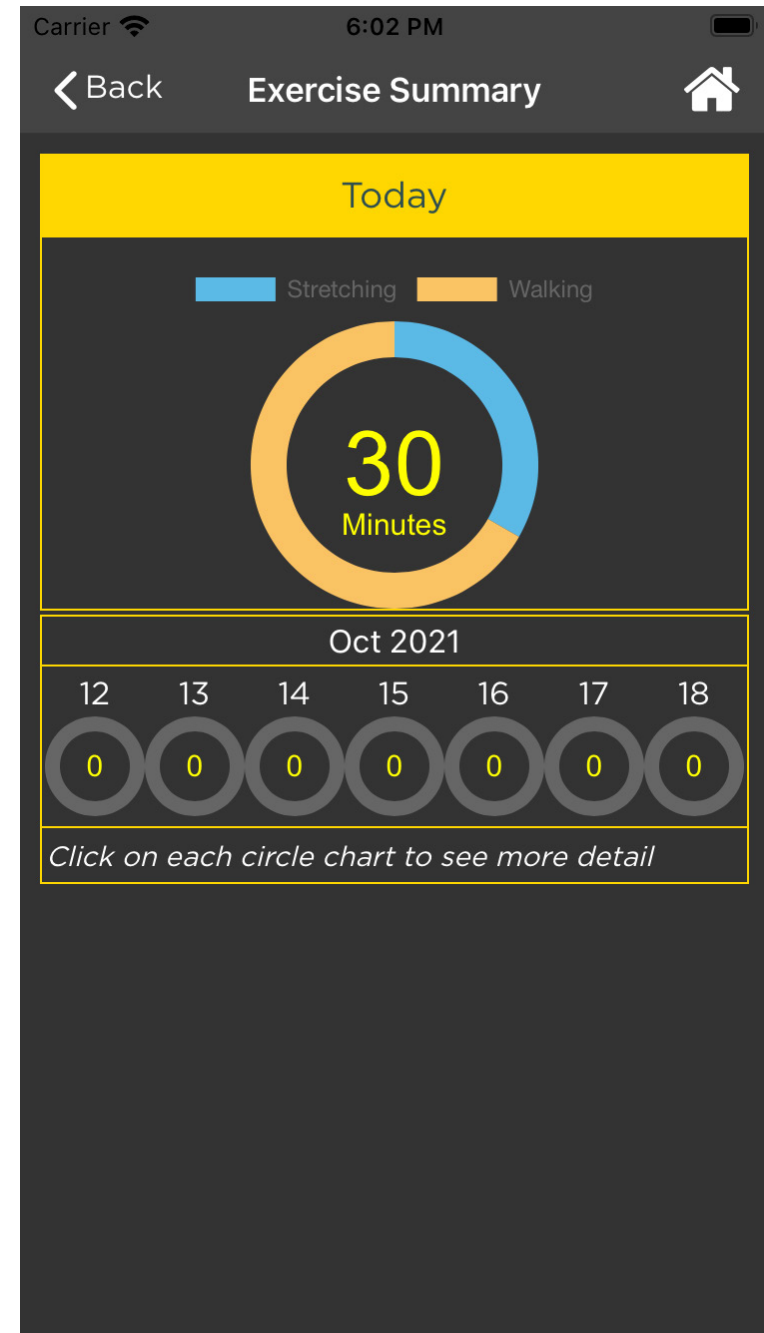 Carrier 6:02 PM
Back Exercise Summary
Today
Stretching Walking
30
Minutes
Oct 2021
12 13 14 15 16 17 18
0 0 0 0 0 0 0
Click on each circle chart to see more detail